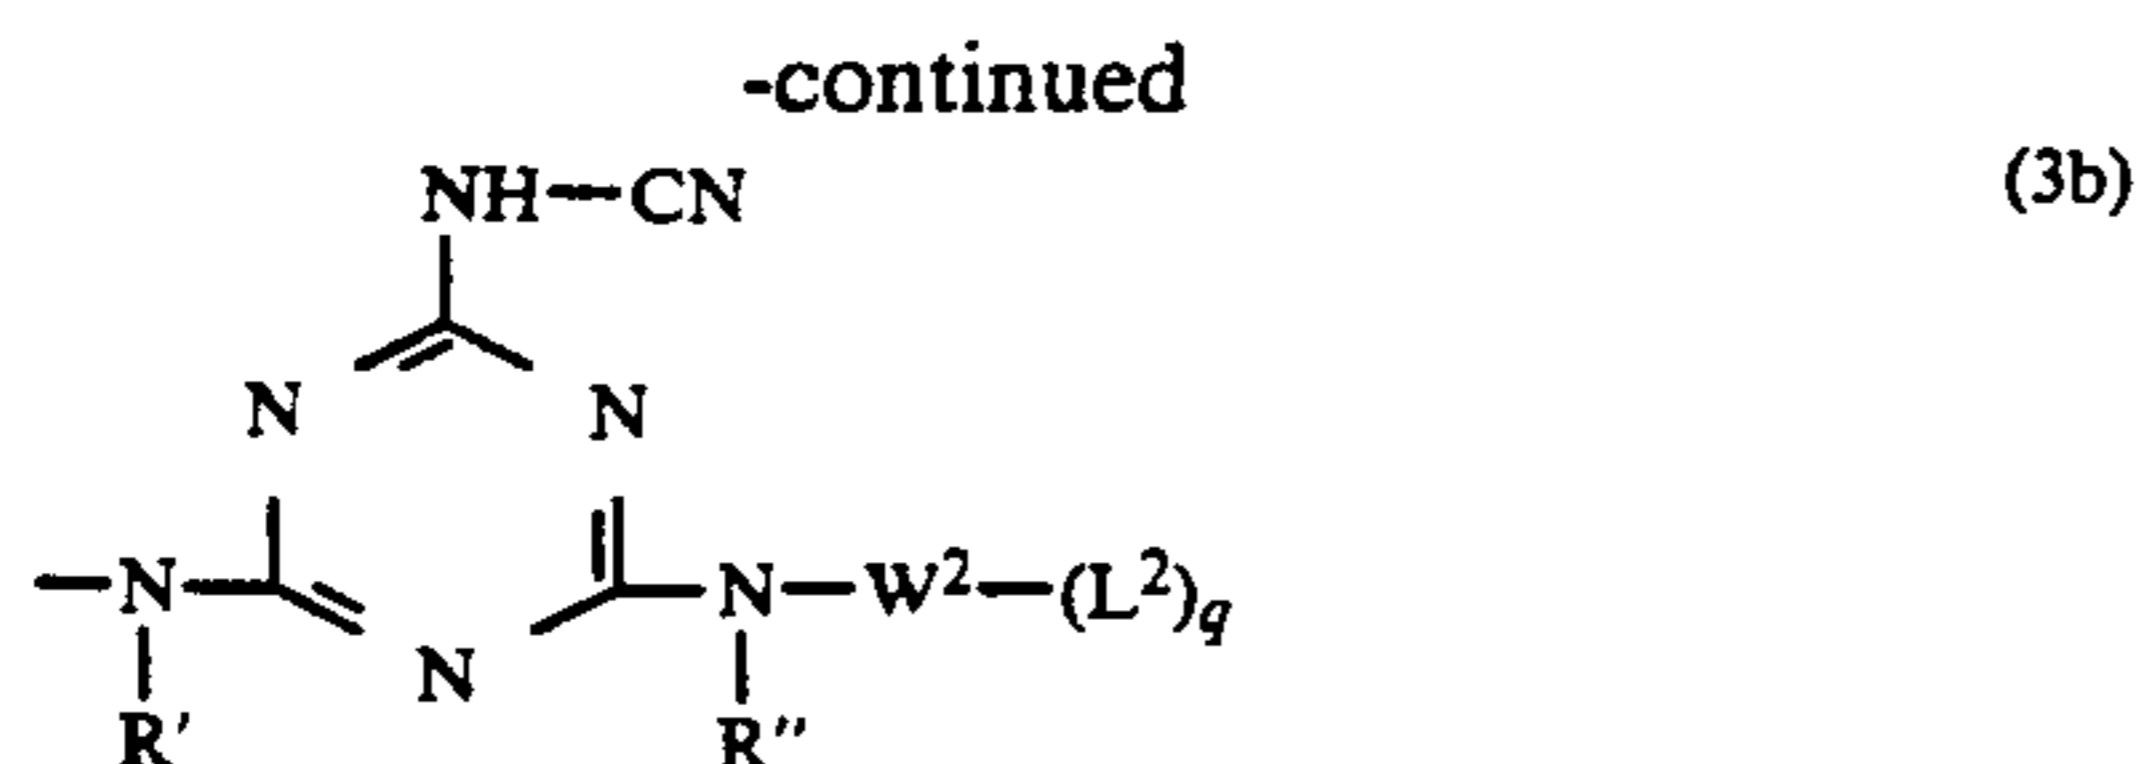 -continued
NH—CN (3b)
N N
—N N—W²—(L²)q
N
R' R"